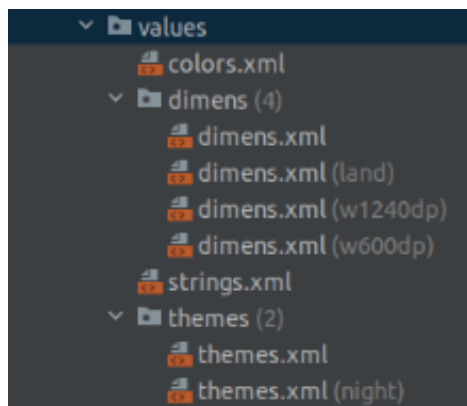 values
colors.xml
dimens (4)
dimens.xml
dimens.xml (land)
dimens.xml (w1240dp)
dimens.xml (w600dp)
strings.xml
themes (2)
themes.xml
themes.xml (night)